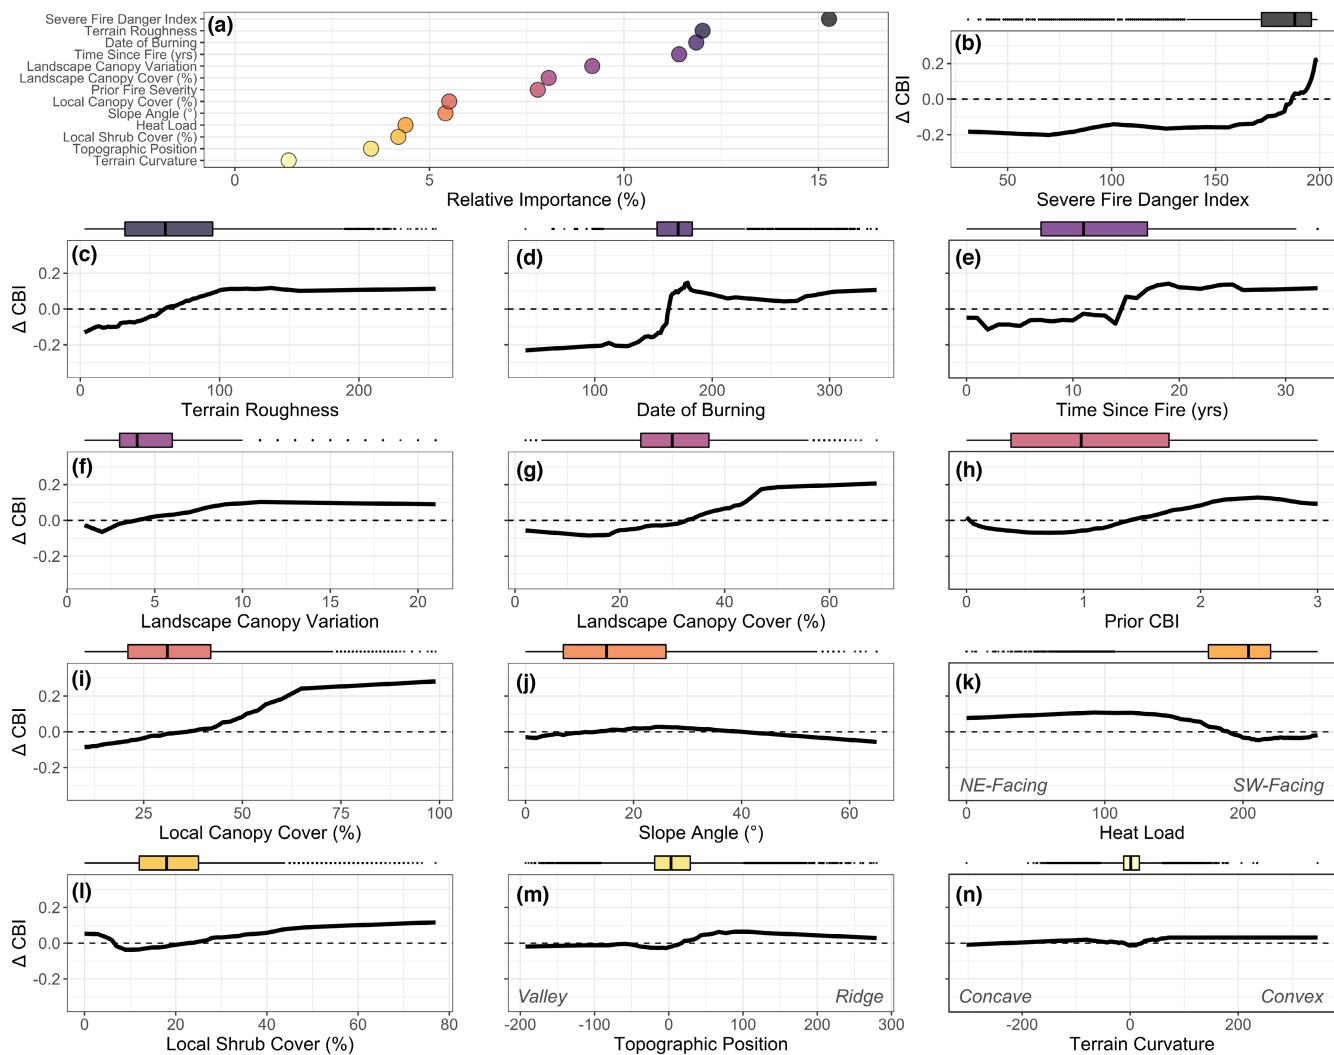 (a)
Severe Fire Danger Index
Terrain Roughness
Date of Burning
Time Since Fire (yrs)
Landscape Canopy Variation
Landscape Canopy Cover (%)
Prior Fire Severity
Local Canopy Cover (%)
Slope Angle (°)
Heat Load
Local Shrub Cover (%)
Topographic Position
Terrain Curvature
0 5 10 15
Relative Importance (%)
(b)
Δ CBI
0.2
0.0
-0.2
50 100 150 200
Severe Fire Danger Index
(c)
Δ CBI
0.2
0.0
-0.2
0 100 200
Terrain Roughness
(d)
100 200 300
Date of Burning
(e)
0 10 20 30
Time Since Fire (yrs)
(f)
Δ CBI
0.2
0.0
-0.2
0 5 10 15 20
Landscape Canopy Variation
(g)
0 20 40 60
Landscape Canopy Cover (%)
(h)
0 1 2 3
Prior CBI
(i)
Δ CBI
0.2
0.0
-0.2
25 50 75 100
Local Canopy Cover (%)
(j)
0 20 40 60
Slope Angle (°)
(k)
NE-Facing SW-Facing
0 100 200
Heat Load
(l)
Δ CBI
0.2
0.0
-0.2
0 20 40 60 80
Local Shrub Cover (%)
(m)
Valley Ridge
-200 -100 0 100 200 300
Topographic Position
(n)
Concave Convex
-200 0 200
Terrain Curvature